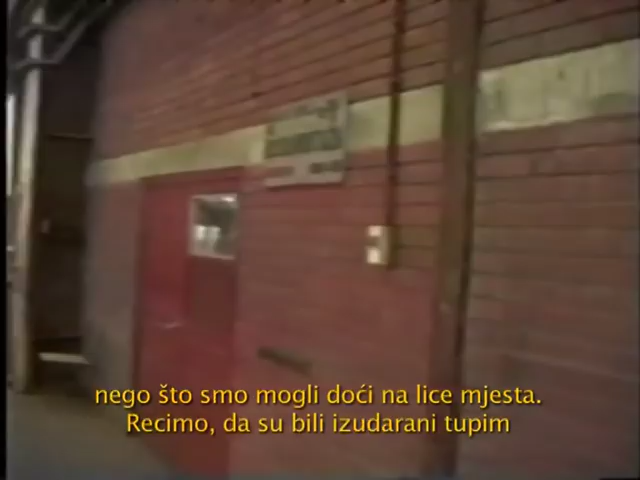 nego što smo mogli doći na lice mjesta.
Recimo, da su bili izudarani tupim